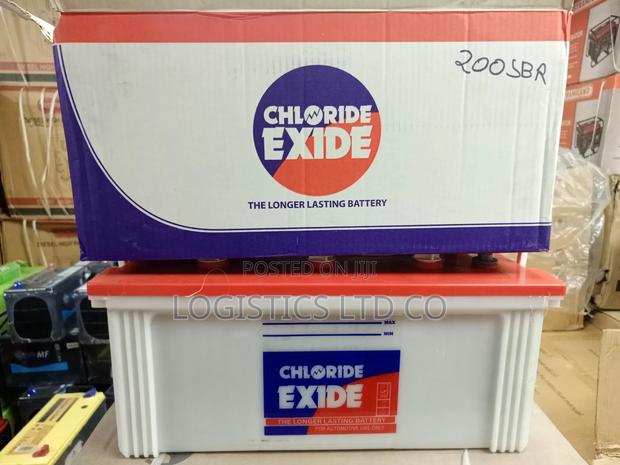 200SBR
CHLORIDE
EXIDE
THE LONGER LASTING BATTERY
POSTED ON JIJI
LOGISTICS LTD CO
MAX
MIN
CHLORIDE
EXIDE
THE LONGER LASTING BATTERY
FOR AUTOMOTIVE USE ONLY
MF